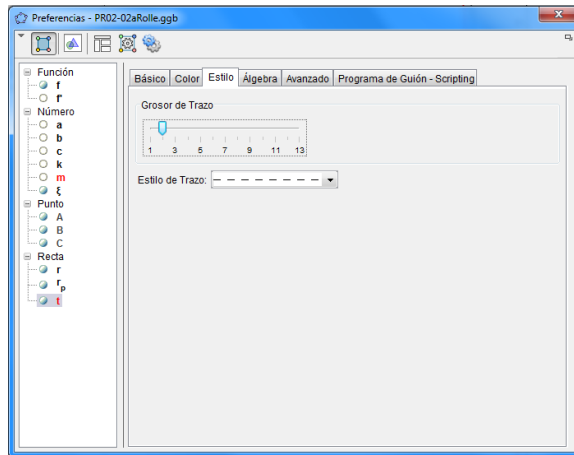 Preferencias - PR02-02aRolle.ggb
Función
f
f'
Número
a
b
c
k
m
ξ
Punto
A
B
C
Recta
r
rₚ
t
Básico Color Estilo Álgebra Avanzado Programa de Guión - Scripting
Grosor de Trazo
1 3 5 7 9 11 13
Estilo de Trazo: